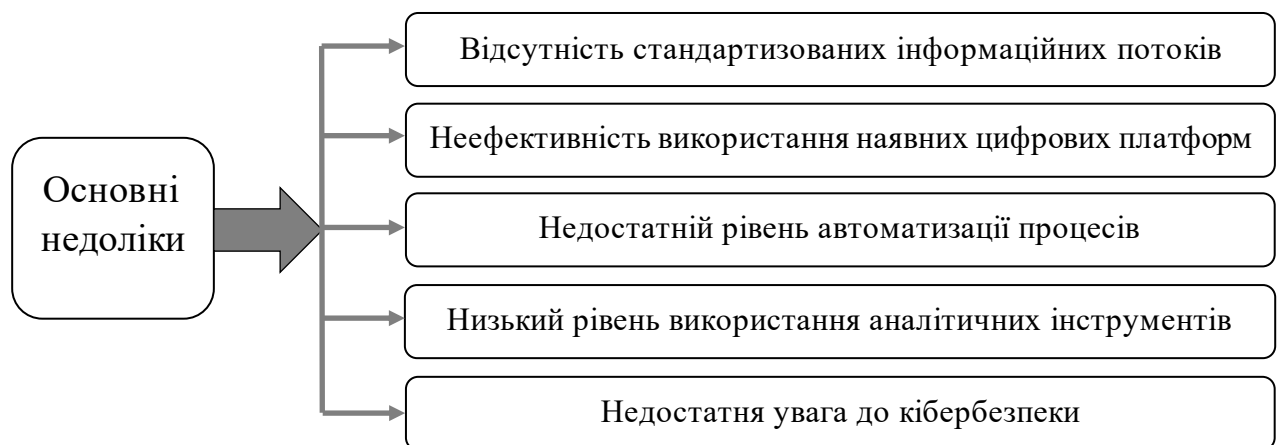 Відсутність стандартизованих інформаційних потоків
Неефективність використання наявних цифрових платформ
Основні
недоліки
Недостатній рівень автоматизації процесів
Низький рівень використання аналітичних інструментів
Недостатня увага до кібербезпеки